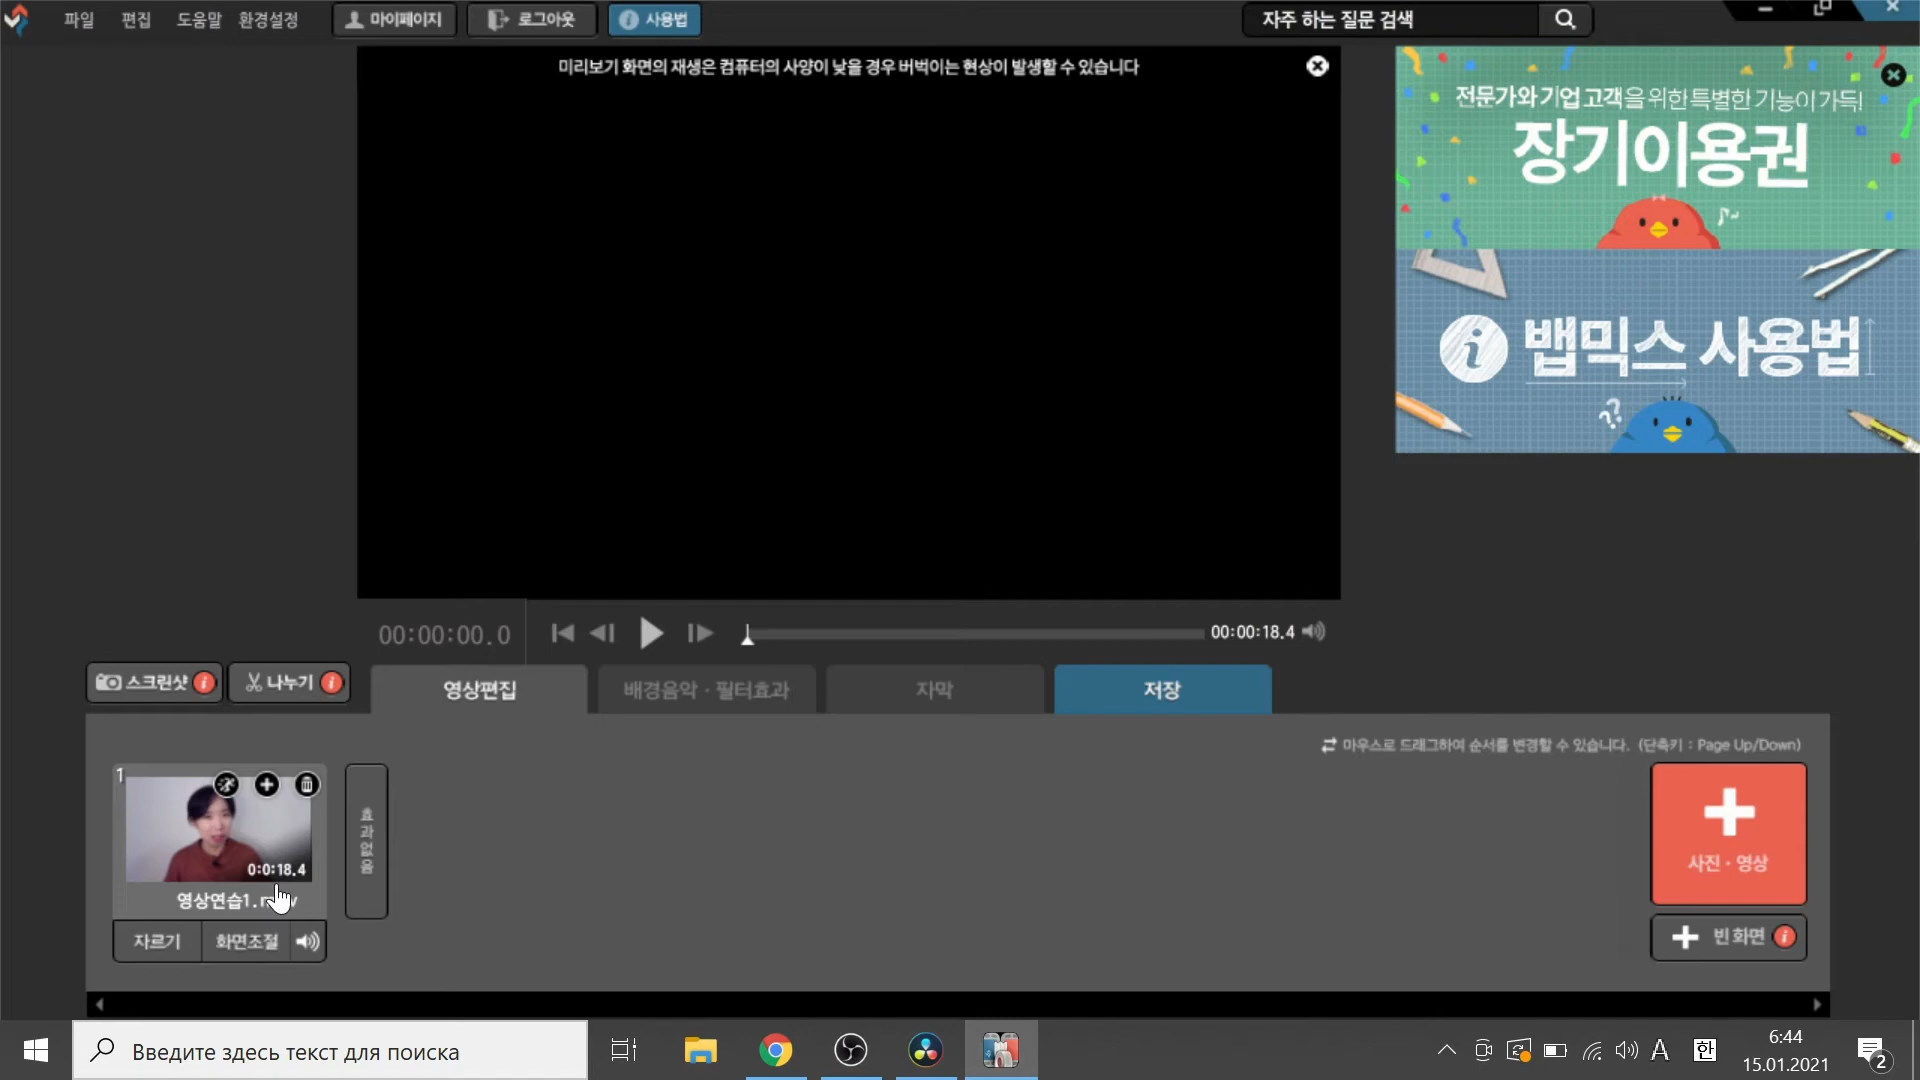 파일 편집 도움말 환경설정 마이페이지 로그아웃 사용법 자주 하는 질문 검색
미리보기 화면의 재생은 컴퓨터의 사양이 낮을 경우 버벅이는 현상이 발생할 수 있습니다
전문가와 기업 고객을 위한 특별한 기능이 가득!
장기이용권
뱁믹스 사용법
00:00:00.0 00:00:18.4
스크린샷 나누기 영상편집 배경음악 · 필터효과 자막 저장
마우스로 드래그하여 순서를 변경할 수 있습니다. (단축키 : Page Up/Down)
1
0:0:18.4
효과없음
사진 · 영상
영상연습1.
자르기 화면조절
빈화면
Введите здесь текст для поиска
한
6:44
15.01.2021
2